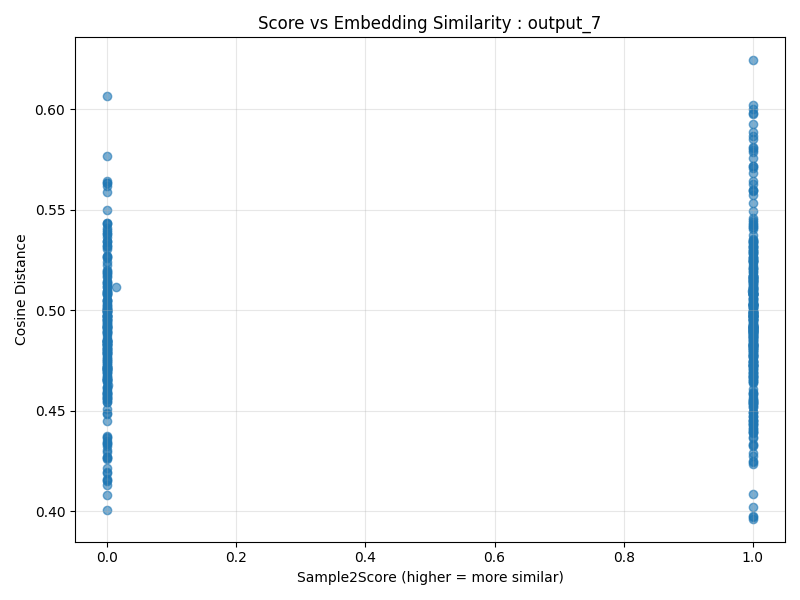 Score vs Embedding Similarity : output_7
Cosine Distance
0.60
0.55
0.50
0.45
0.40
0.0 0.2 0.4 0.6 0.8 1.0
Sample2Score (higher = more similar)